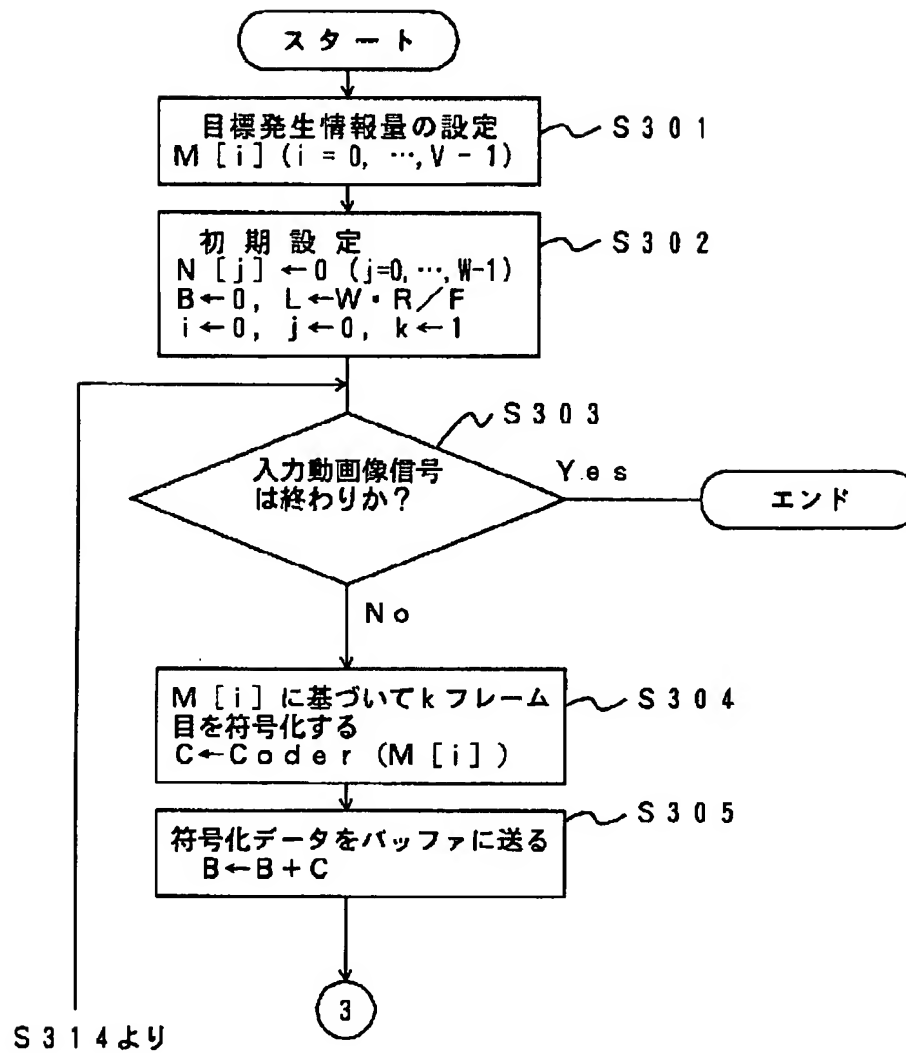 スタート
目標発生情報量の設定
M[i](i=0, …,V-1)
S301
初期設定
N[j]←0 (j=0,…,W-1)
B←0, L←W・R/F
i←0, j←0, k←1
S302
S303
入力動画像信号
は終わりか?
Yes
エンド
No
M[i]に基づいてkフレーム
目を符号化する
C←Coder(M[i])
S304
S305
符号化データをバッファに送る
B←B+C
3
S314より